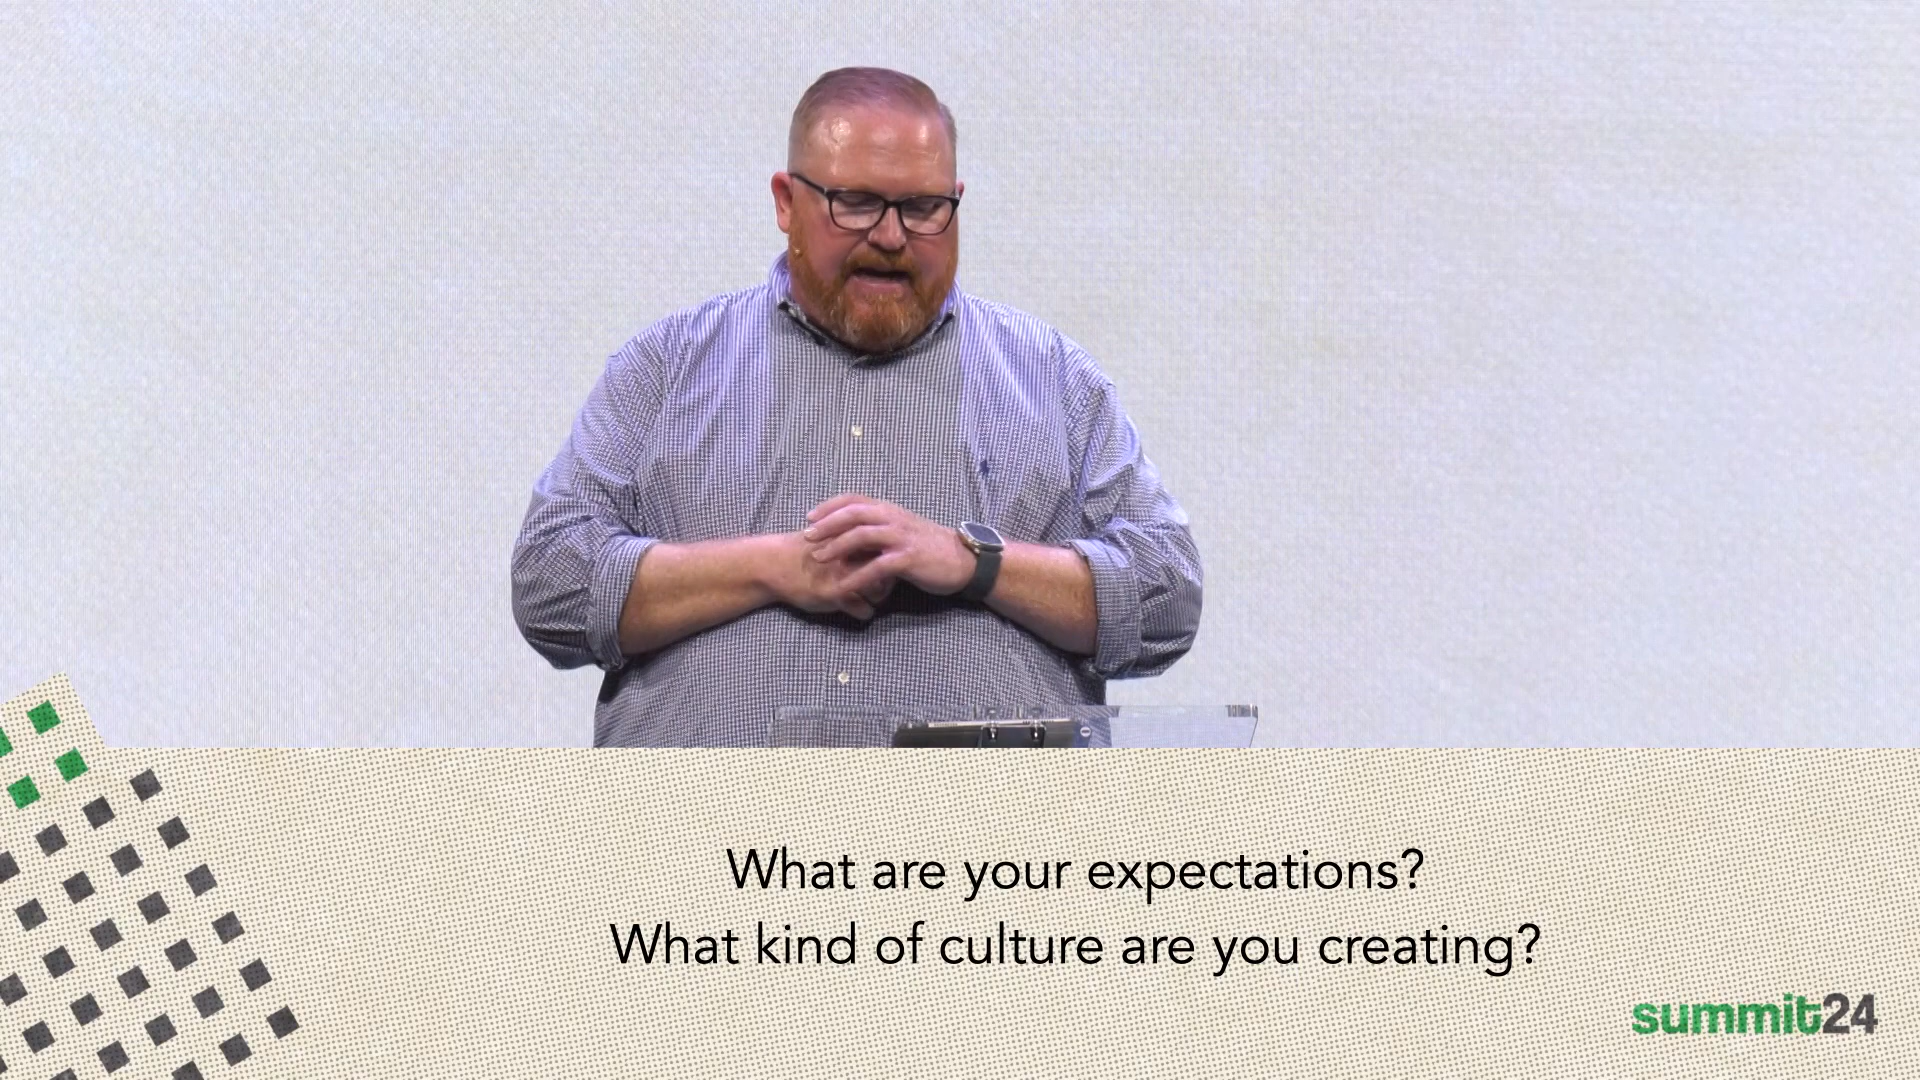 What are your expectations?
What kind of culture are you creating?
summit24